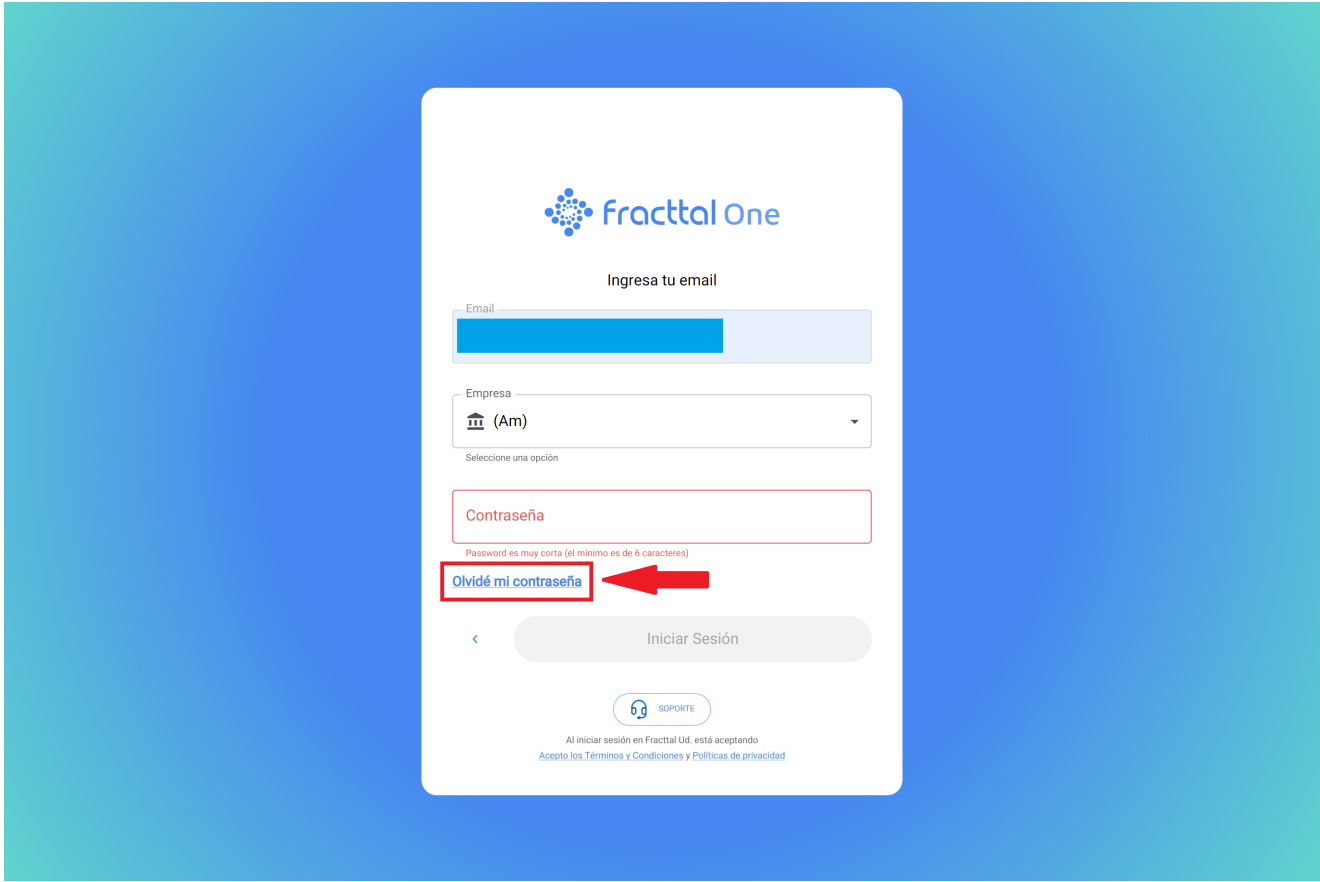 fracttal One
Ingresa tu email
Email
Empresa
(Am)
Seleccione una opción
Contraseña
Password es muy corta (el mínimo es de 6 caracteres)
Olvidé mi contraseña
Iniciar Sesión
SOPORTE
Al iniciar sesión en Fracttal Ud. está aceptando
Acepto los Términos y Condiciones y Políticas de privacidad